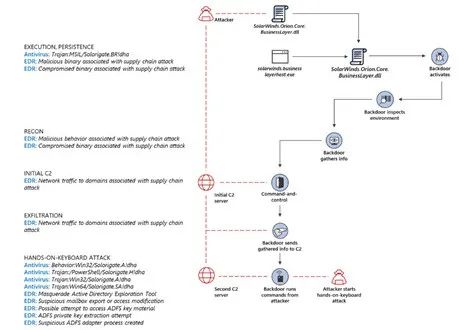 Attacker
SolarWinds.Orion.Core.
BusinessLayer.dll
EXECUTION, PERSISTENCE
Antivirus: Trojan:MSIL/Solorigate.BR!dha
EDR: Malicious binary associated with supply chain attack
EDR: Compromised binary associated with supply chain attack
solarwinds.business
layerhost.exe
SolarWinds.Orion.Core.
BusinessLayer.dll
Backdoor
activates
Backdoor inspects
environment
RECON
EDR: Malicious behavior associated with supply chain attack
EDR: Compromised binary associated with supply chain attack
Backdoor
gathers info
INITIAL C2
EDR: Network traffic to domains associated with supply chain
attack
Initial C2
server
Command-and-
control
EXFILTRATION
EDR: Network traffic to domains associated with supply chain
attack
Backdoor sends
gathered info to C2
HANDS-ON-KEYBOARD ATTACK
Antivirus: Behavior:Win32/Solorigate.A!dha
Antivirus: Trojan:/PowerShell/Solorigate.H!dha
Antivirus: Trojan:Win32/Solorigate.A!dha
Antivirus: Trojan:Win64/Solorigate.SA!dha
EDR: Masquerade Active Directory Exploration Tool
EDR: Suspicious mailbox export or access modification
EDR: Possible attempt to access ADFS key material
EDR: ADFS private key extraction attempt
EDR: Suspicious ADFS adapter process created
Second C2
server
Backdoor runs
commands from
attacker
Attacker starts
hands-on-keyboard
attack